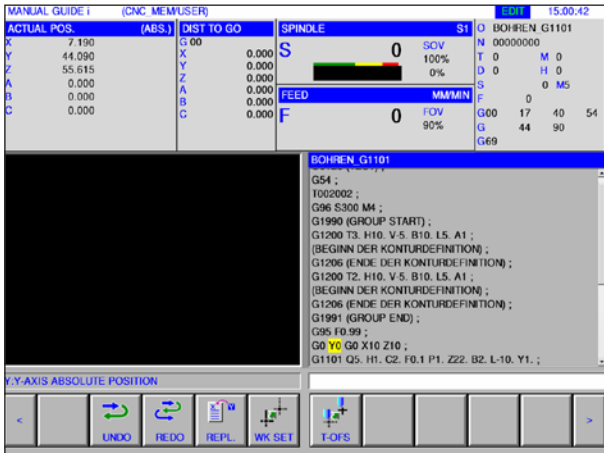 MANUAL GUIDE i (CNC_MEM/USER) EDIT 15:00:42
ACTUAL POS. (ABS.) DIST TO GO SPINDLE S1 O BOHREN_G1101
X 7.190 G 00 N 00000000
Y 44.090 X 0.000 S 0 SOV T 0 M 0
Z 55.615 Y 0.000 100% D 0 H 0
A 0.000 Z 0.000 0% S 0 M5
B 0.000 A 0.000 FEED MM/MIN F 0
C 0.000 B 0.000 F 0 FOV G00 17 40 54
C 0.000 90% G 44 90
G69
BOHREN_G1101
G54 ;
T002002 ;
G96 S300 M4 ;
G1990 (GROUP START) ;
G1200 T3. H10. V-5. B10. L5. A1 ;
(BEGINN DER KONTURDEFINITION) ;
G1206 (ENDE DER KONTURDEFINITION) ;
G1200 T2. H10. V-5. B10. L5. A1 ;
(BEGINN DER KONTURDEFINITION) ;
G1206 (ENDE DER KONTURDEFINITION) ;
G1991 (GROUP END) ;
G95 F0.99 ;
G0 Y0 G0 X10 Z10 ;
G1101 Q5. H1. C2. F0.1 P1. Z22. B2. L-10. Y1. ;
Y:Y-AXIS ABSOLUTE POSITION
< UNDO REDO REPL. WK SET T-OFS >